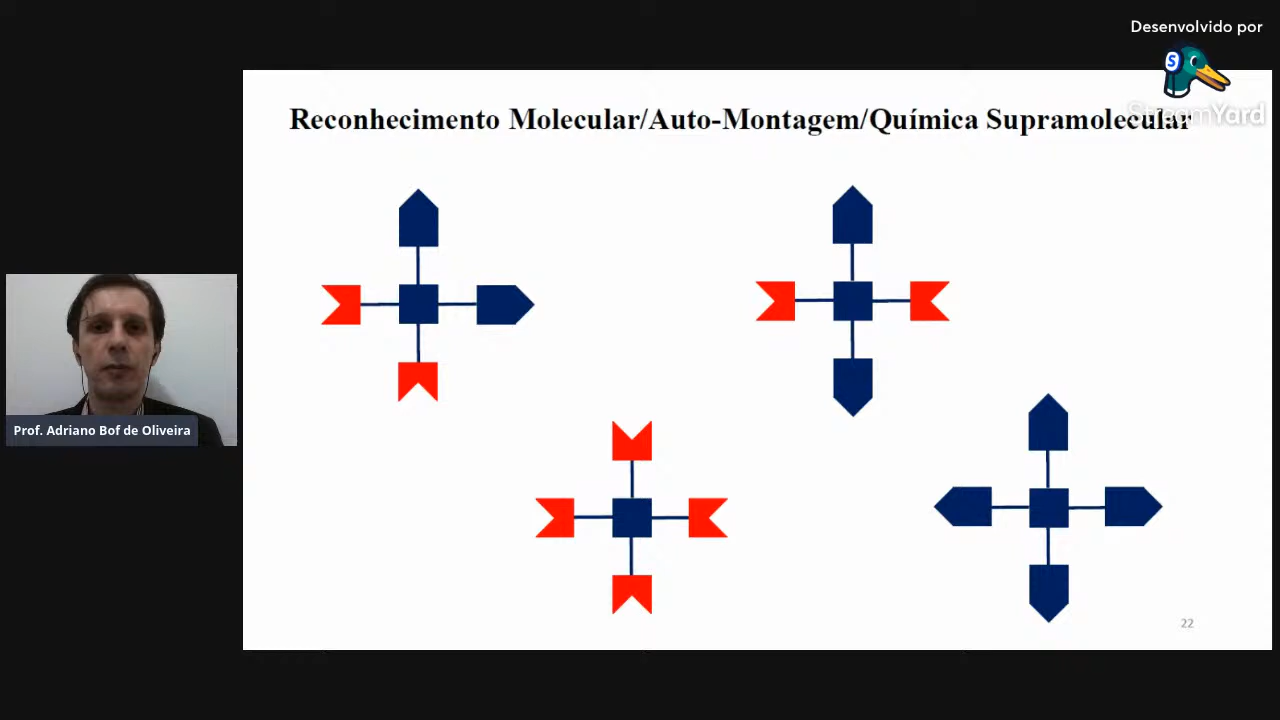 Desenvolvido por
S
StreamYard
Reconhecimento Molecular/Auto-Montagem/Química Supramolecular
Prof. Adriano Bof de Oliveira
22